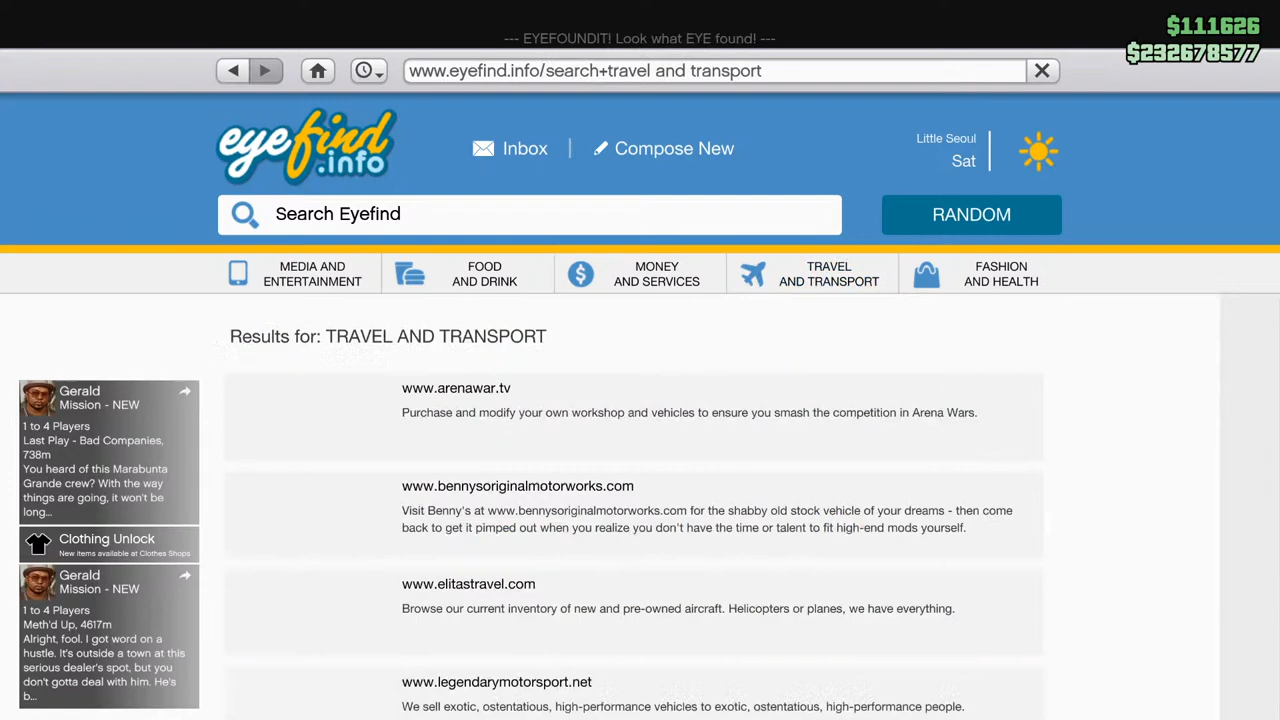 --- EYEFOUNDIT! Look what EYE found! ---
$111626
$232678577
www.eyefind.info/search+travel and transport
eyefind
.info
Inbox
Compose New
Little Seoul
Sat
Search Eyefind
RANDOM
MEDIA AND
ENTERTAINMENT
FOOD
AND DRINK
MONEY
AND SERVICES
TRAVEL
AND TRANSPORT
FASHION
AND HEALTH
Results for: TRAVEL AND TRANSPORT
www.arenawar.tv
Purchase and modify your own workshop and vehicles to ensure you smash the competition in Arena Wars.
www.bennysoriginalmotorworks.com
Visit Benny's at www.bennysoriginalmotorworks.com for the shabby old stock vehicle of your dreams - then come
back to get it pimped out when you realize you don't have the time or talent to fit high-end mods yourself.
www.elitastravel.com
Browse our current inventory of new and pre-owned aircraft. Helicopters or planes, we have everything.
www.legendarymotorsport.net
We sell exotic, ostentatious, high-performance vehicles to exotic, ostentatious, high-performance people.
Gerald
Mission - NEW
1 to 4 Players
Last Play - Bad Companies,
738m
You heard of this Marabunta
Grande crew? With the way
things are going, it won't be
long...
Clothing Unlock
New items available at Clothes Shops
Gerald
Mission - NEW
1 to 4 Players
Meth'd Up, 4617m
Alright, fool. I got word on a
hustle. It's outside a town at this
serious dealer's spot, but you
don't gotta deal with him. He's
b...